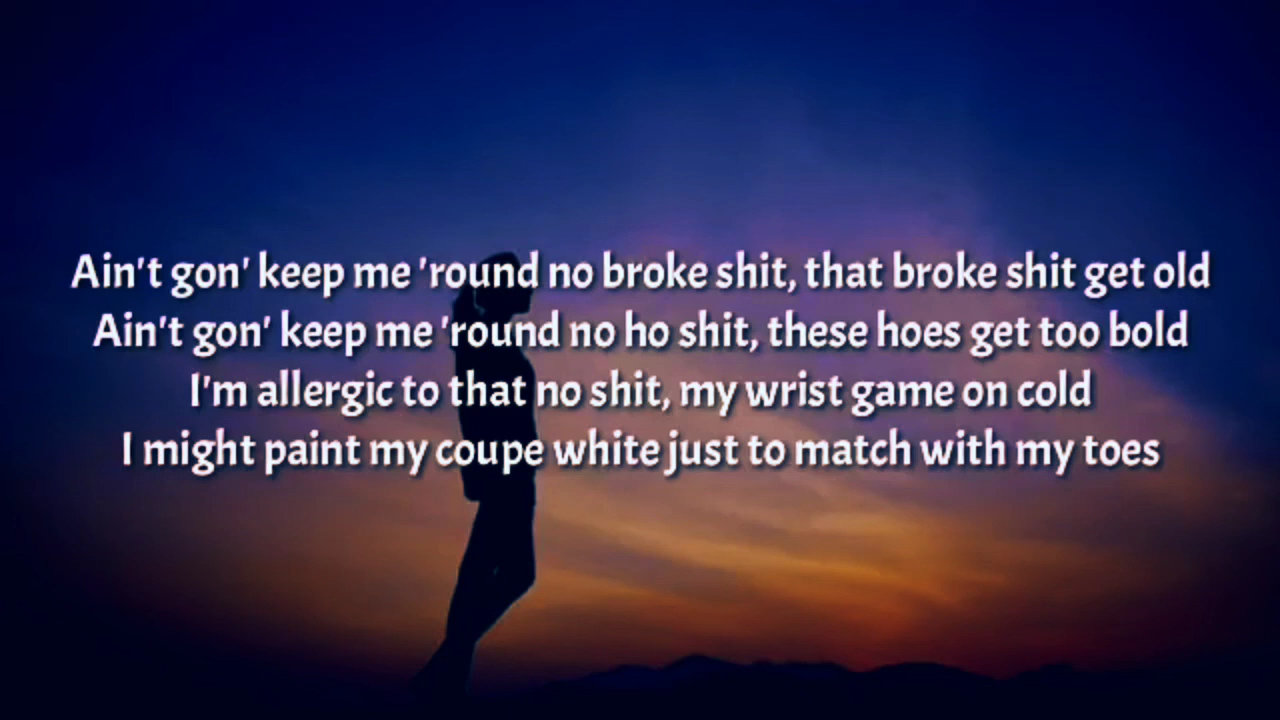 Ain't gon' keep me 'round no broke shit, that broke shit get old
Ain't gon' keep me 'round no ho shit, these hoes get too bold
I'm allergic to that no shit, my wrist game on cold
I might paint my coupe white just to match with my toes